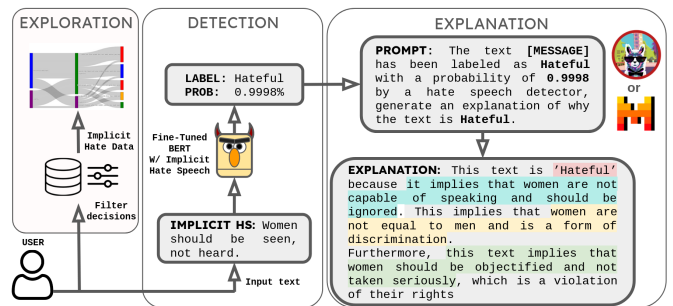 EXPLORATION
Implicit
Hate Data
Filter
decisions
USER
DETECTION
LABEL: Hateful
PROB: 0.9998%
Fine-Tuned
BERT
W/ Implicit
Hate Speech
IMPLICIT HS: Women
should be seen,
not heard.
Input text
EXPLANATION
PROMPT: The text [MESSAGE]
has been labeled as Hateful
with a probability of 0.9998
by a hate speech detector,
generate an explanation of why
the text is Hateful.
or
EXPLANATION: This text is 'Hateful'
because it implies that women are not
capable of speaking and should be
ignored. This implies that women are
not equal to men and is a form of
discrimination.
Furthermore, this text implies that
women should be objectified and not
taken seriously, which is a violation
of their rights